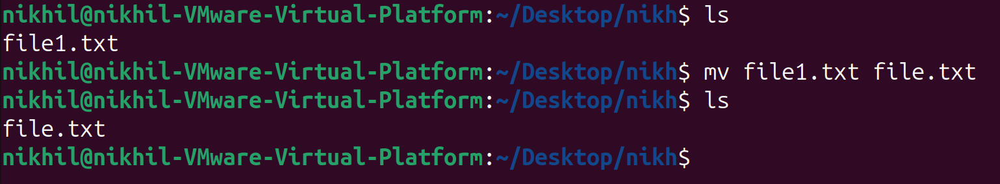 nikhil@nikhil-VMware-Virtual-Platform:~/Desktop/nikh$ ls
file1.txt
nikhil@nikhil-VMware-Virtual-Platform:~/Desktop/nikh$ mv file1.txt file.txt
nikhil@nikhil-VMware-Virtual-Platform:~/Desktop/nikh$ ls
file.txt
nikhil@nikhil-VMware-Virtual-Platform:~/Desktop/nikh$